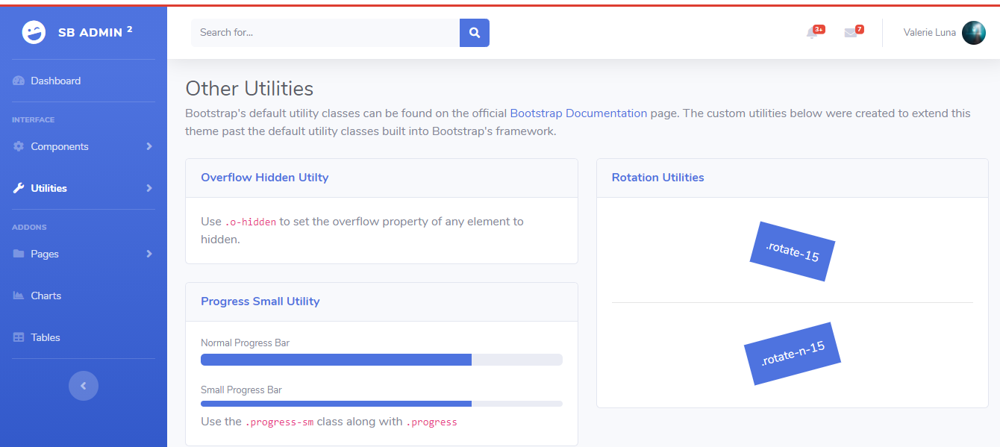 SB ADMIN 2
Search for...
3+
7
Valerie Luna
Dashboard
INTERFACE
Components
Utilities
ADDONS
Pages
Charts
Tables
Other Utilities
Bootstrap's default utility classes can be found on the official Bootstrap Documentation page. The custom utilities below were created to extend this
theme past the default utility classes built into Bootstrap's framework.
Overflow Hidden Utilty
Use .o-hidden to set the overflow property of any element to
hidden.
Progress Small Utility
Normal Progress Bar
Small Progress Bar
Use the .progress-sm class along with .progress
Rotation Utilities
.rotate-15
.rotate-n-15